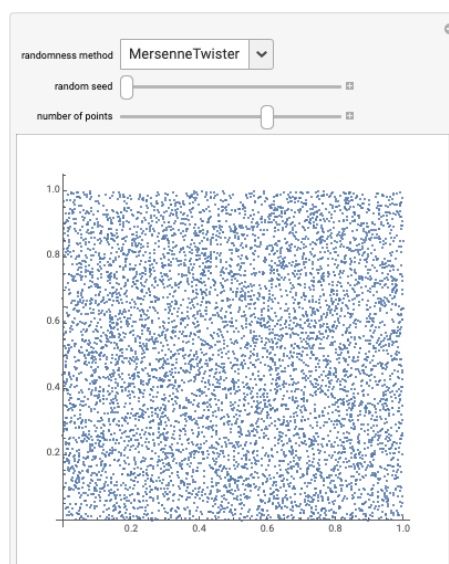 randomness method MersenneTwister
random seed
number of points
1.0
0.8
0.6
0.4
0.2
0.2 0.4 0.6 0.8 1.0